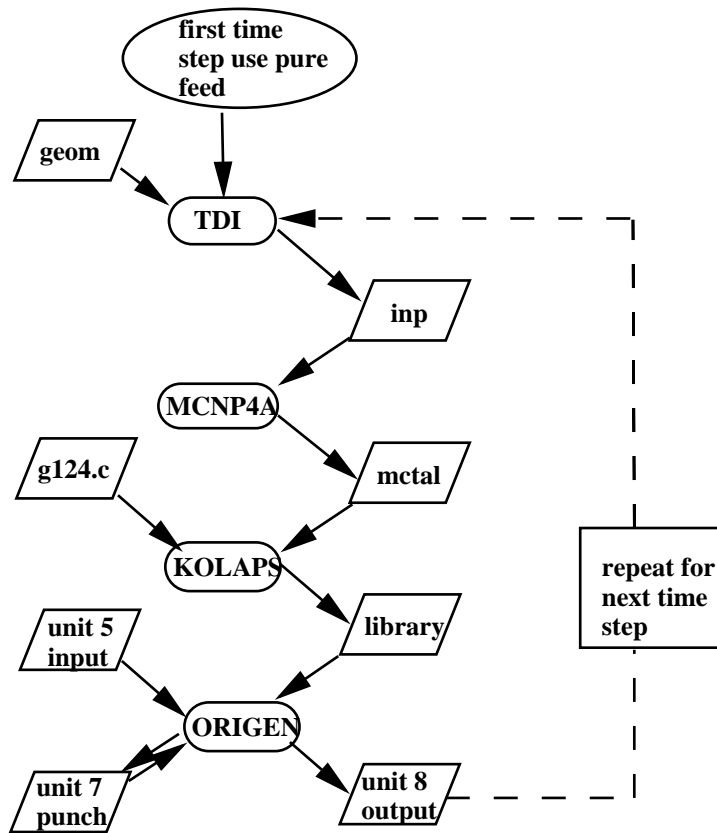 first time
step use pure
feed
geom
TDI
inp
MCNP4A
g124.c
mctal
KOLAPS
repeat for
next time
step
unit 5
input
library
ORIGEN
unit 7
punch
unit 8
output